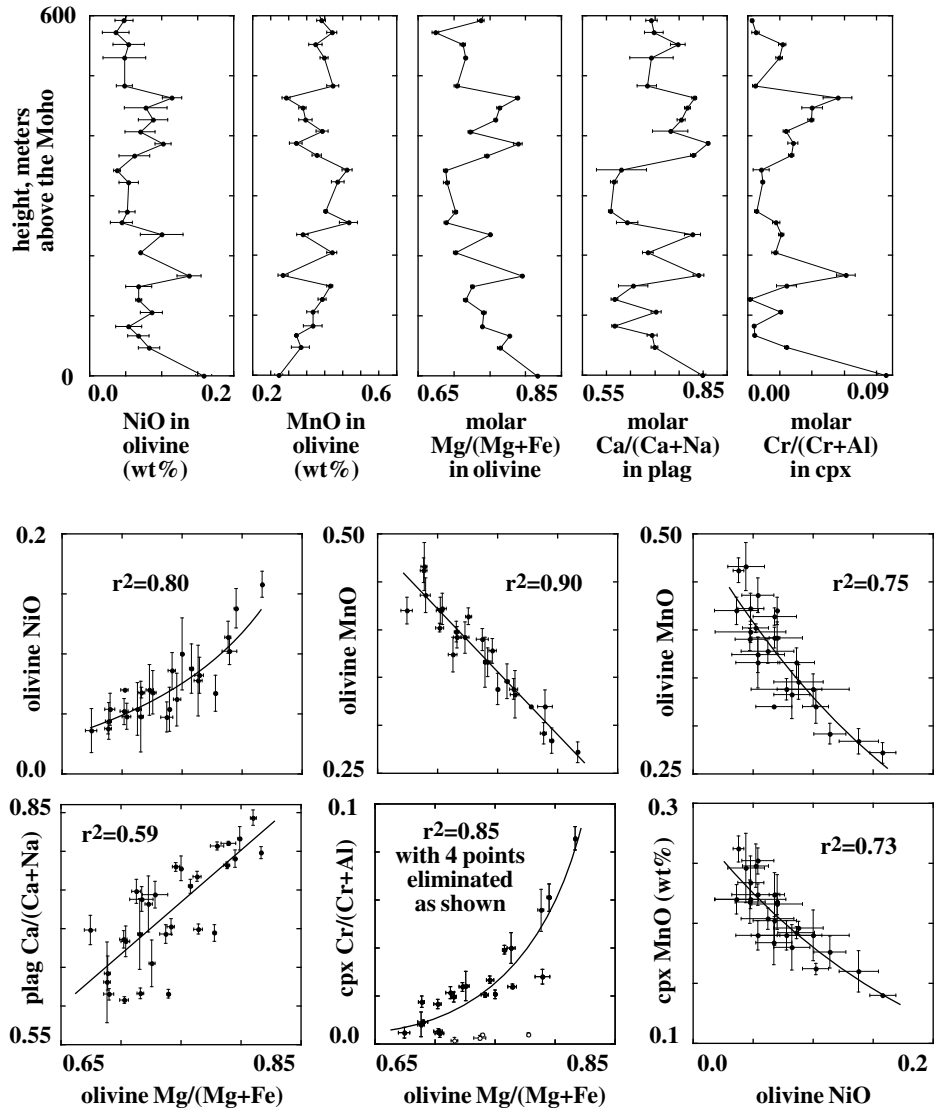 600
height, meters
above the Moho
0
0.0 0.2
NiO in
olivine
(wt%)
0.2 0.6
MnO in
olivine
(wt%)
0.65 0.85
molar
Mg/(Mg+Fe)
in olivine
0.55 0.85
molar
Ca/(Ca+Na)
in plag
0.00 0.09
molar
Cr/(Cr+Al)
in cpx
0.2
olivine NiO
0.0
r2=0.80
0.50
olivine MnO
0.25
r2=0.90
0.50
olivine MnO
0.25
r2=0.75
0.85
plag Ca/(Ca+Na)
0.55
r2=0.59
0.65 0.85
olivine Mg/(Mg+Fe)
0.1
cpx Cr/(Cr+Al)
0.0
r2=0.85
with 4 points
eliminated
as shown
0.65 0.85
olivine Mg/(Mg+Fe)
0.3
cpx MnO (wt%)
0.1
r2=0.73
0.0 0.2
olivine NiO